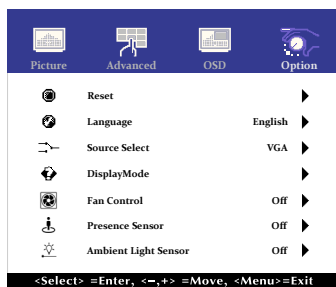 Picture Advanced OSD Option
Reset
Language English
Source Select VGA
DisplayMode
Fan Control Off
Presence Sensor Off
Ambient Light Sensor Off
<Select> =Enter, <−,+> =Move, <Menu>=Exit